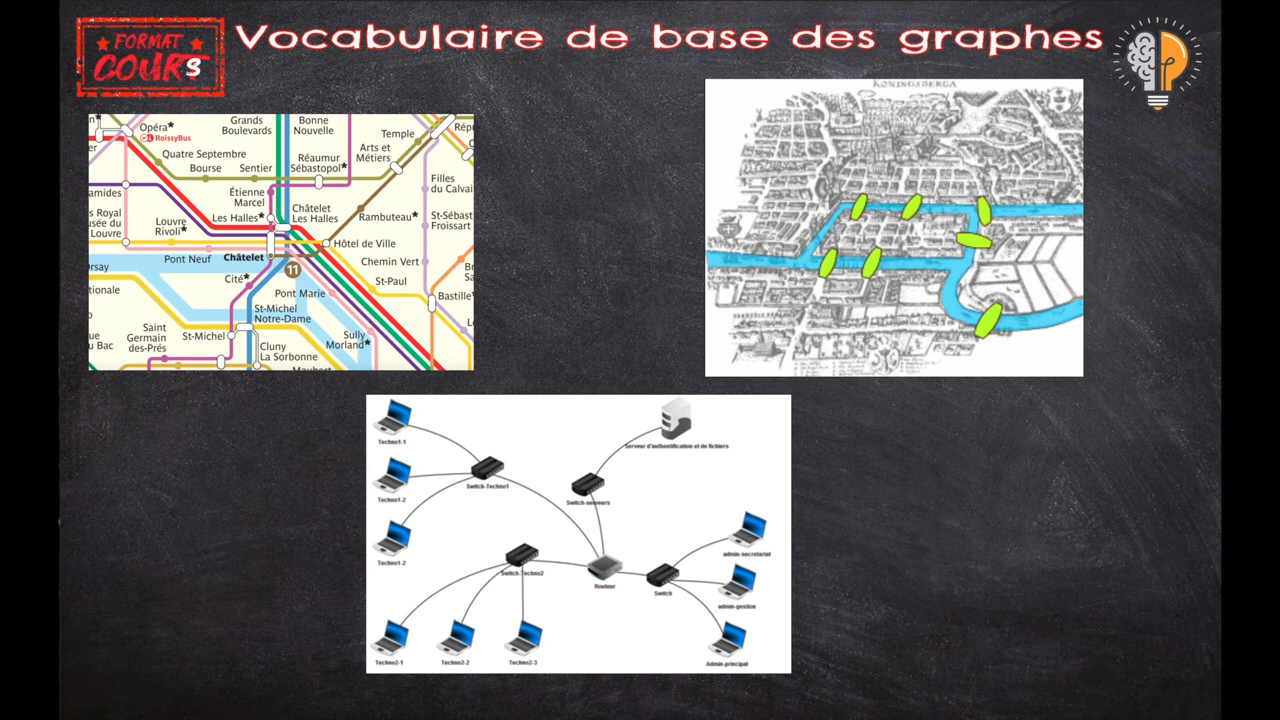 FORMAT
COURS
Vocabulaire de base des graphes
Opéra*
RoissyBus
Grands
Boulevards
Bonne
Nouvelle
Temple
Quatre Septembre
Bourse
Sentier
Réaumur
Sébastopol*
Arts et
Métiers
Étienne
Marcel
Filles
du Calvai
Louvre
Rivoli*
Les Halles*
Châtelet
Les Halles
Rambuteau*
St-Sébast
Froissart
Louvre
Pont Neuf
Châtelet
Hôtel de Ville
Chemin Vert
11
Cité*
Pont Marie
St-Paul
Bastille*
St-Michel
Notre-Dame
Saint
Germain
des-Prés
St-Michel
Sully
Morland*
Cluny
La Sorbonne
u Bac
KONINGSBERGA
Techno1-1
Techno1-2
Techno1-2
Switch-Techno1
Serveur d'authentification et de fichiers
Switch-serveurs
Switch-Techno2
Routeur
Switch
admin-secretariat
admin-gestion
Admin-principal
Techno2-1
Techno2-2
Techno2-3